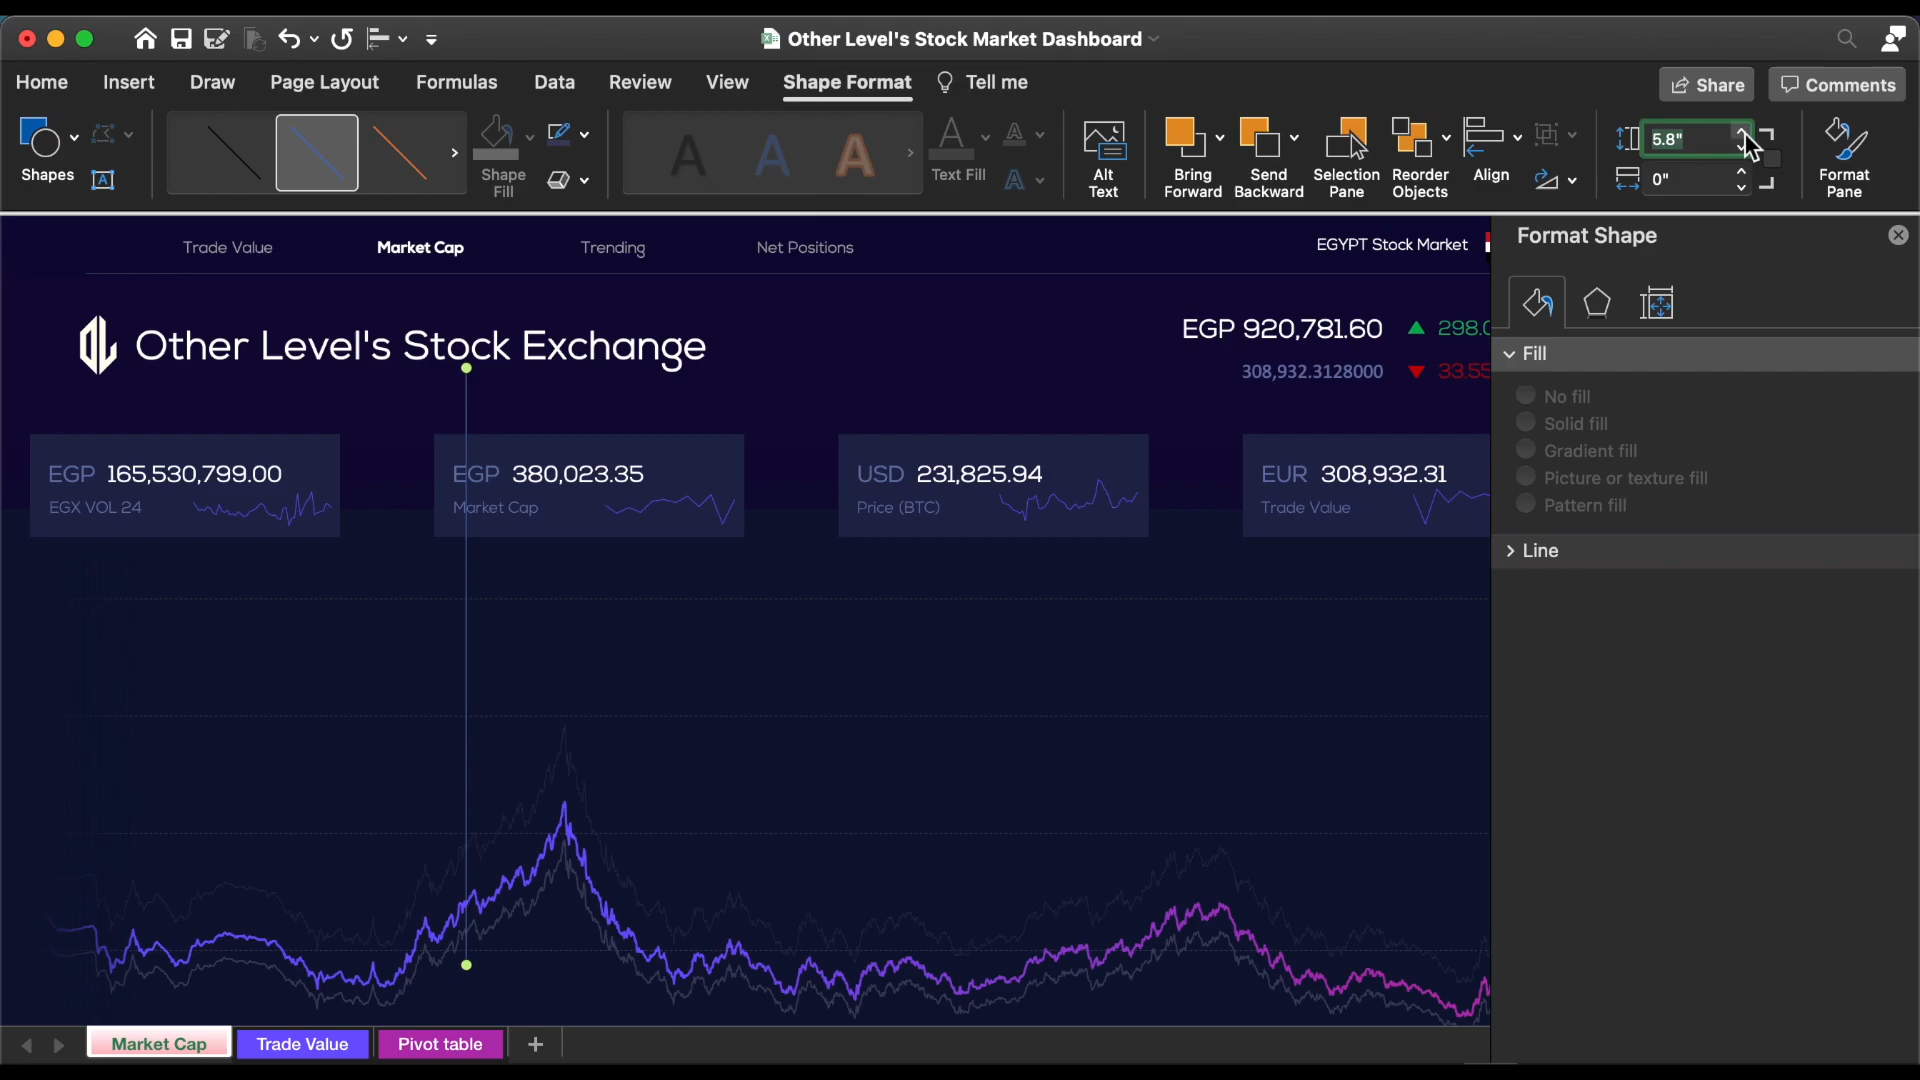 Other Level's Stock Market Dashboard
Home Insert Draw Page Layout Formulas Data Review View Shape Format Tell me Share Comments
Shapes
A
Shape
Fill
A A A
A
Text Fill
A
A
Alt
Text
Bring
Forward
Send
Backward
Selection
Pane
Reorder
Objects
Align
5.8"
0"
Format
Pane
Trade Value Market Cap Trending Net Positions EGYPT Stock Market
Other Level's Stock Exchange
EGP 920,781.60
308,932.3128000 33.55
EGP 165,530,799.00
EGX VOL 24
EGP 380,023.35
Market Cap
USD 231,825.94
Price (BTC)
EUR 308,932.31
Trade Value
Format Shape
Fill
No fill
Solid fill
Gradient fill
Picture or texture fill
Pattern fill
Line
Market Cap Trade Value Pivot table